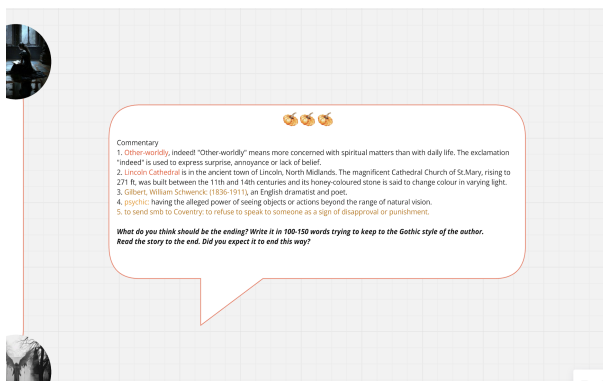 Commentary
1. Other-worldly, indeed! "Other-worldly" means more concerned with spiritual matters than with daily life. The exclamation
"indeed" is used to express surprise, annoyance or lack of belief.
2. Lincoln Cathedral is in the ancient town of Lincoln, North Midlands. The magnificent Cathedral Church of St.Mary, rising to
271 ft, was built between the 11th and 14th centuries and its honey-coloured stone is said to change colour in varying light.
3. Gilbert, William Schwenck: (1836-1911), an English dramatist and poet.
4. psychic: having the alleged power of seeing objects or actions beyond the range of natural vision.
5. to send smb to Coventry: to refuse to speak to someone as a sign of disapproval or punishment.
What do you think should be the ending? Write it in 100-150 words trying to keep to the Gothic style of the author.
Read the story to the end. Did you expect it to end this way?